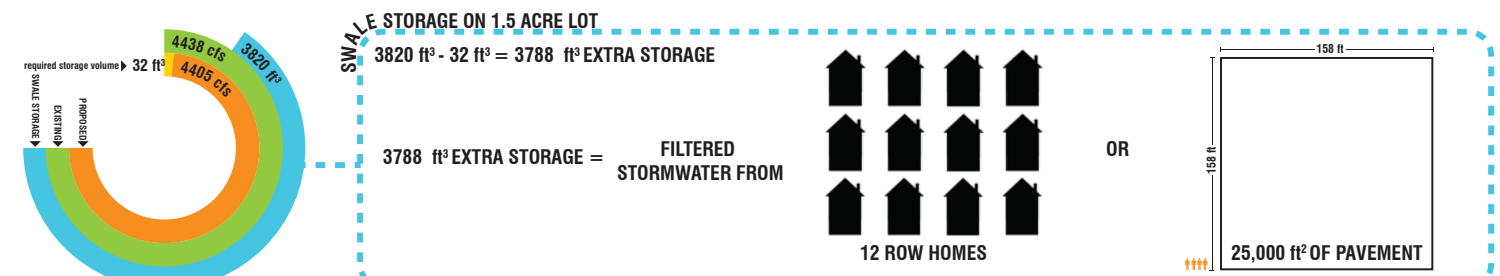 SWALE STORAGE ON 1.5 ACRE LOT
3820 ft³ - 32 ft³ = 3788 ft³ EXTRA STORAGE
4438 cfs
3820 ft³
required storage volume 32 ft³
4405 cfs
SWALE STORAGE
EXISTING
PROPOSED
3788 ft³ EXTRA STORAGE =
FILTERED
STORMWATER FROM
12 ROW HOMES
OR
158 ft
158 ft
25,000 ft² OF PAVEMENT